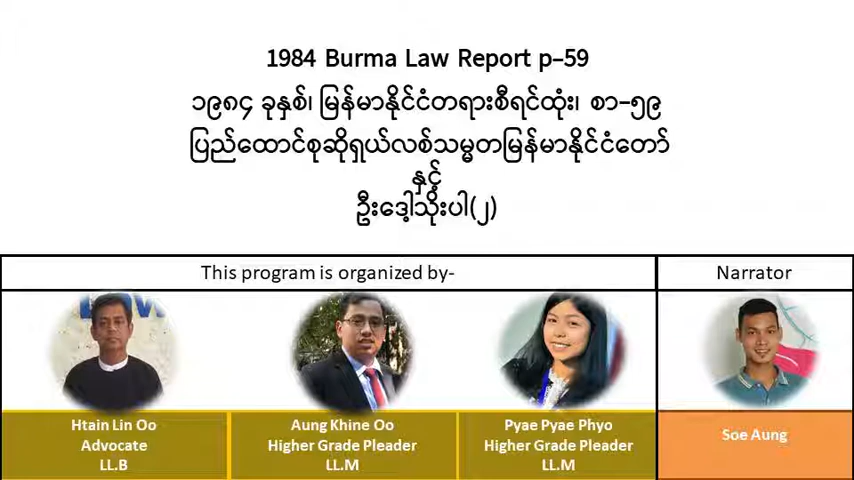 1984 Burma Law Report p-59
၁၉၈၄ ခုနှစ်၊ မြန်မာနိုင်ငံတရားစီရင်ထုံး၊ စာ-၅၉
ပြည်ထောင်စုဆိုရှယ်လစ်သမ္မတမြန်မာနိုင်ငံတော်
နှင့်
ဦးဒေါ့သိုးပါ(၂)
This program is organized by-
Narrator
Htain Lin Oo
Advocate
LL.B
Aung Khine Oo
Higher Grade Pleader
LL.M
Pyae Pyae Phyo
Higher Grade Pleader
LL.M
Soe Aung